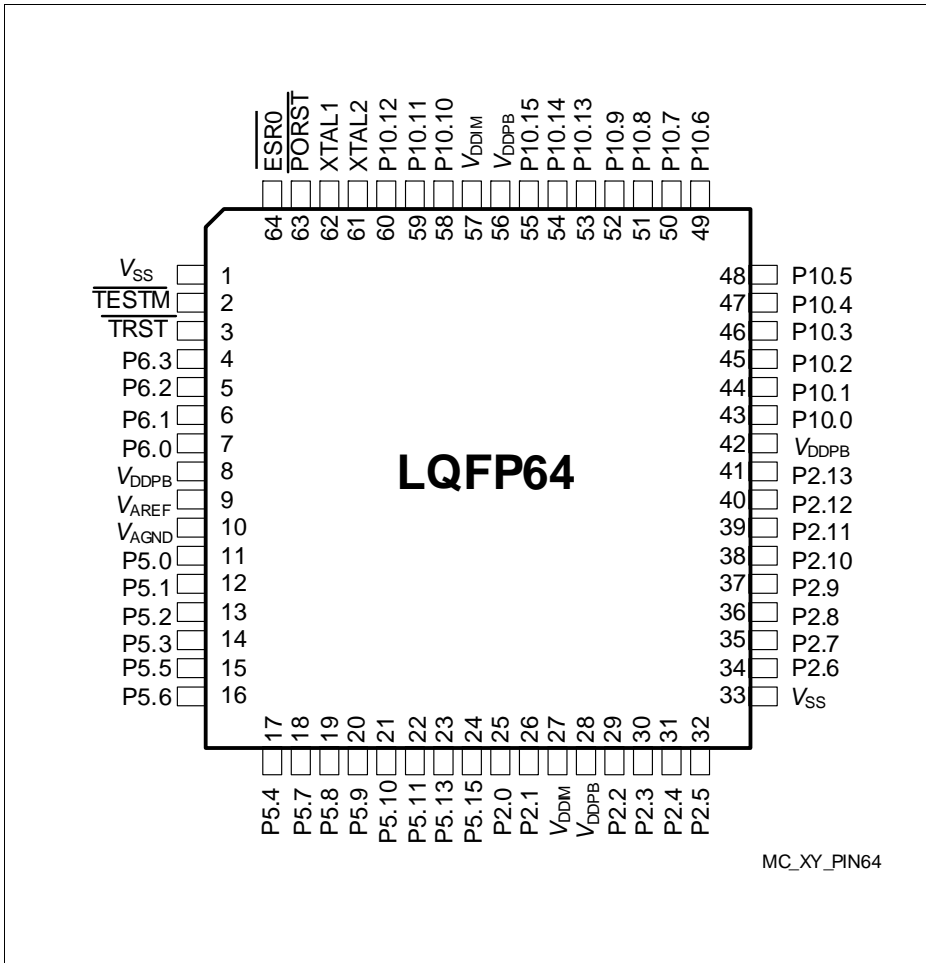 ESR0
PORST
XTAL1
XTAL2
P10.12
P10.11
P10.10
VDDIM
VDDPB
P10.15
P10.14
P10.13
P10.9
P10.8
P10.7
P10.6
64
63
62
61
60
59
58
57
56
55
54
53
52
51
50
49
VSS 1
TESTM 2
TRST 3
P6.3 4
P6.2 5
P6.1 6
P6.0 7
VDDPB 8
VAREF 9
VAGND 10
P5.0 11
P5.1 12
P5.2 13
P5.3 14
P5.5 15
P5.6 16
LQFP64
48 P10.5
47 P10.4
46 P10.3
45 P10.2
44 P10.1
43 P10.0
42 VDDPB
41 P2.13
40 P2.12
39 P2.11
38 P2.10
37 P2.9
36 P2.8
35 P2.7
34 P2.6
33 VSS
17
18
19
20
21
22
23
24
25
26
27
28
29
30
31
32
P5.4
P5.7
P5.8
P5.9
P5.10
P5.11
P5.13
P5.15
P2.0
P2.1
VDDIM
VDDPB
P2.2
P2.3
P2.4
P2.5
MC_XY_PIN64